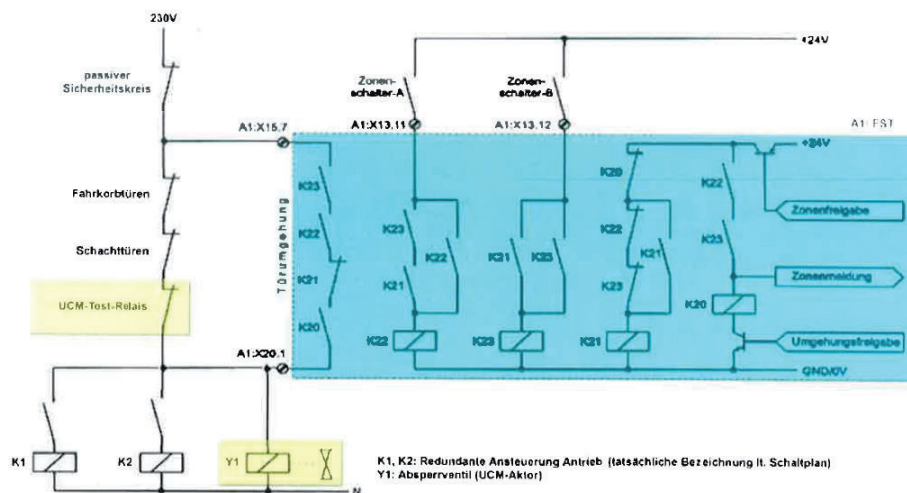 230V
passiver
Sicherheitskreis
A1:X15.7
Fahrkorbtüren
Schachttüren
UCM-Test-Relais
A1:X20.1
K1
K2
Y1
N
Türumgehung
K23
K22
K21
K20
+24V
Zonen-
schalter-A
Zonen-
schalter-B
A1:X13.11
A1:X13.12
A1: FST
K23
K22
K21
K22
K21
K23
K23
K20
K22
K21
K23
K21
+24V
K22
K23
K20
Zonenfreigabe
Zonenmeldung
Umgehungsfreigabe
GND/0V
K1, K2: Redundante Ansteuerung Antrieb (tatsächliche Bezeichnung lt. Schaltplan)
Y1: Absperrventil (UCM-Aktor)